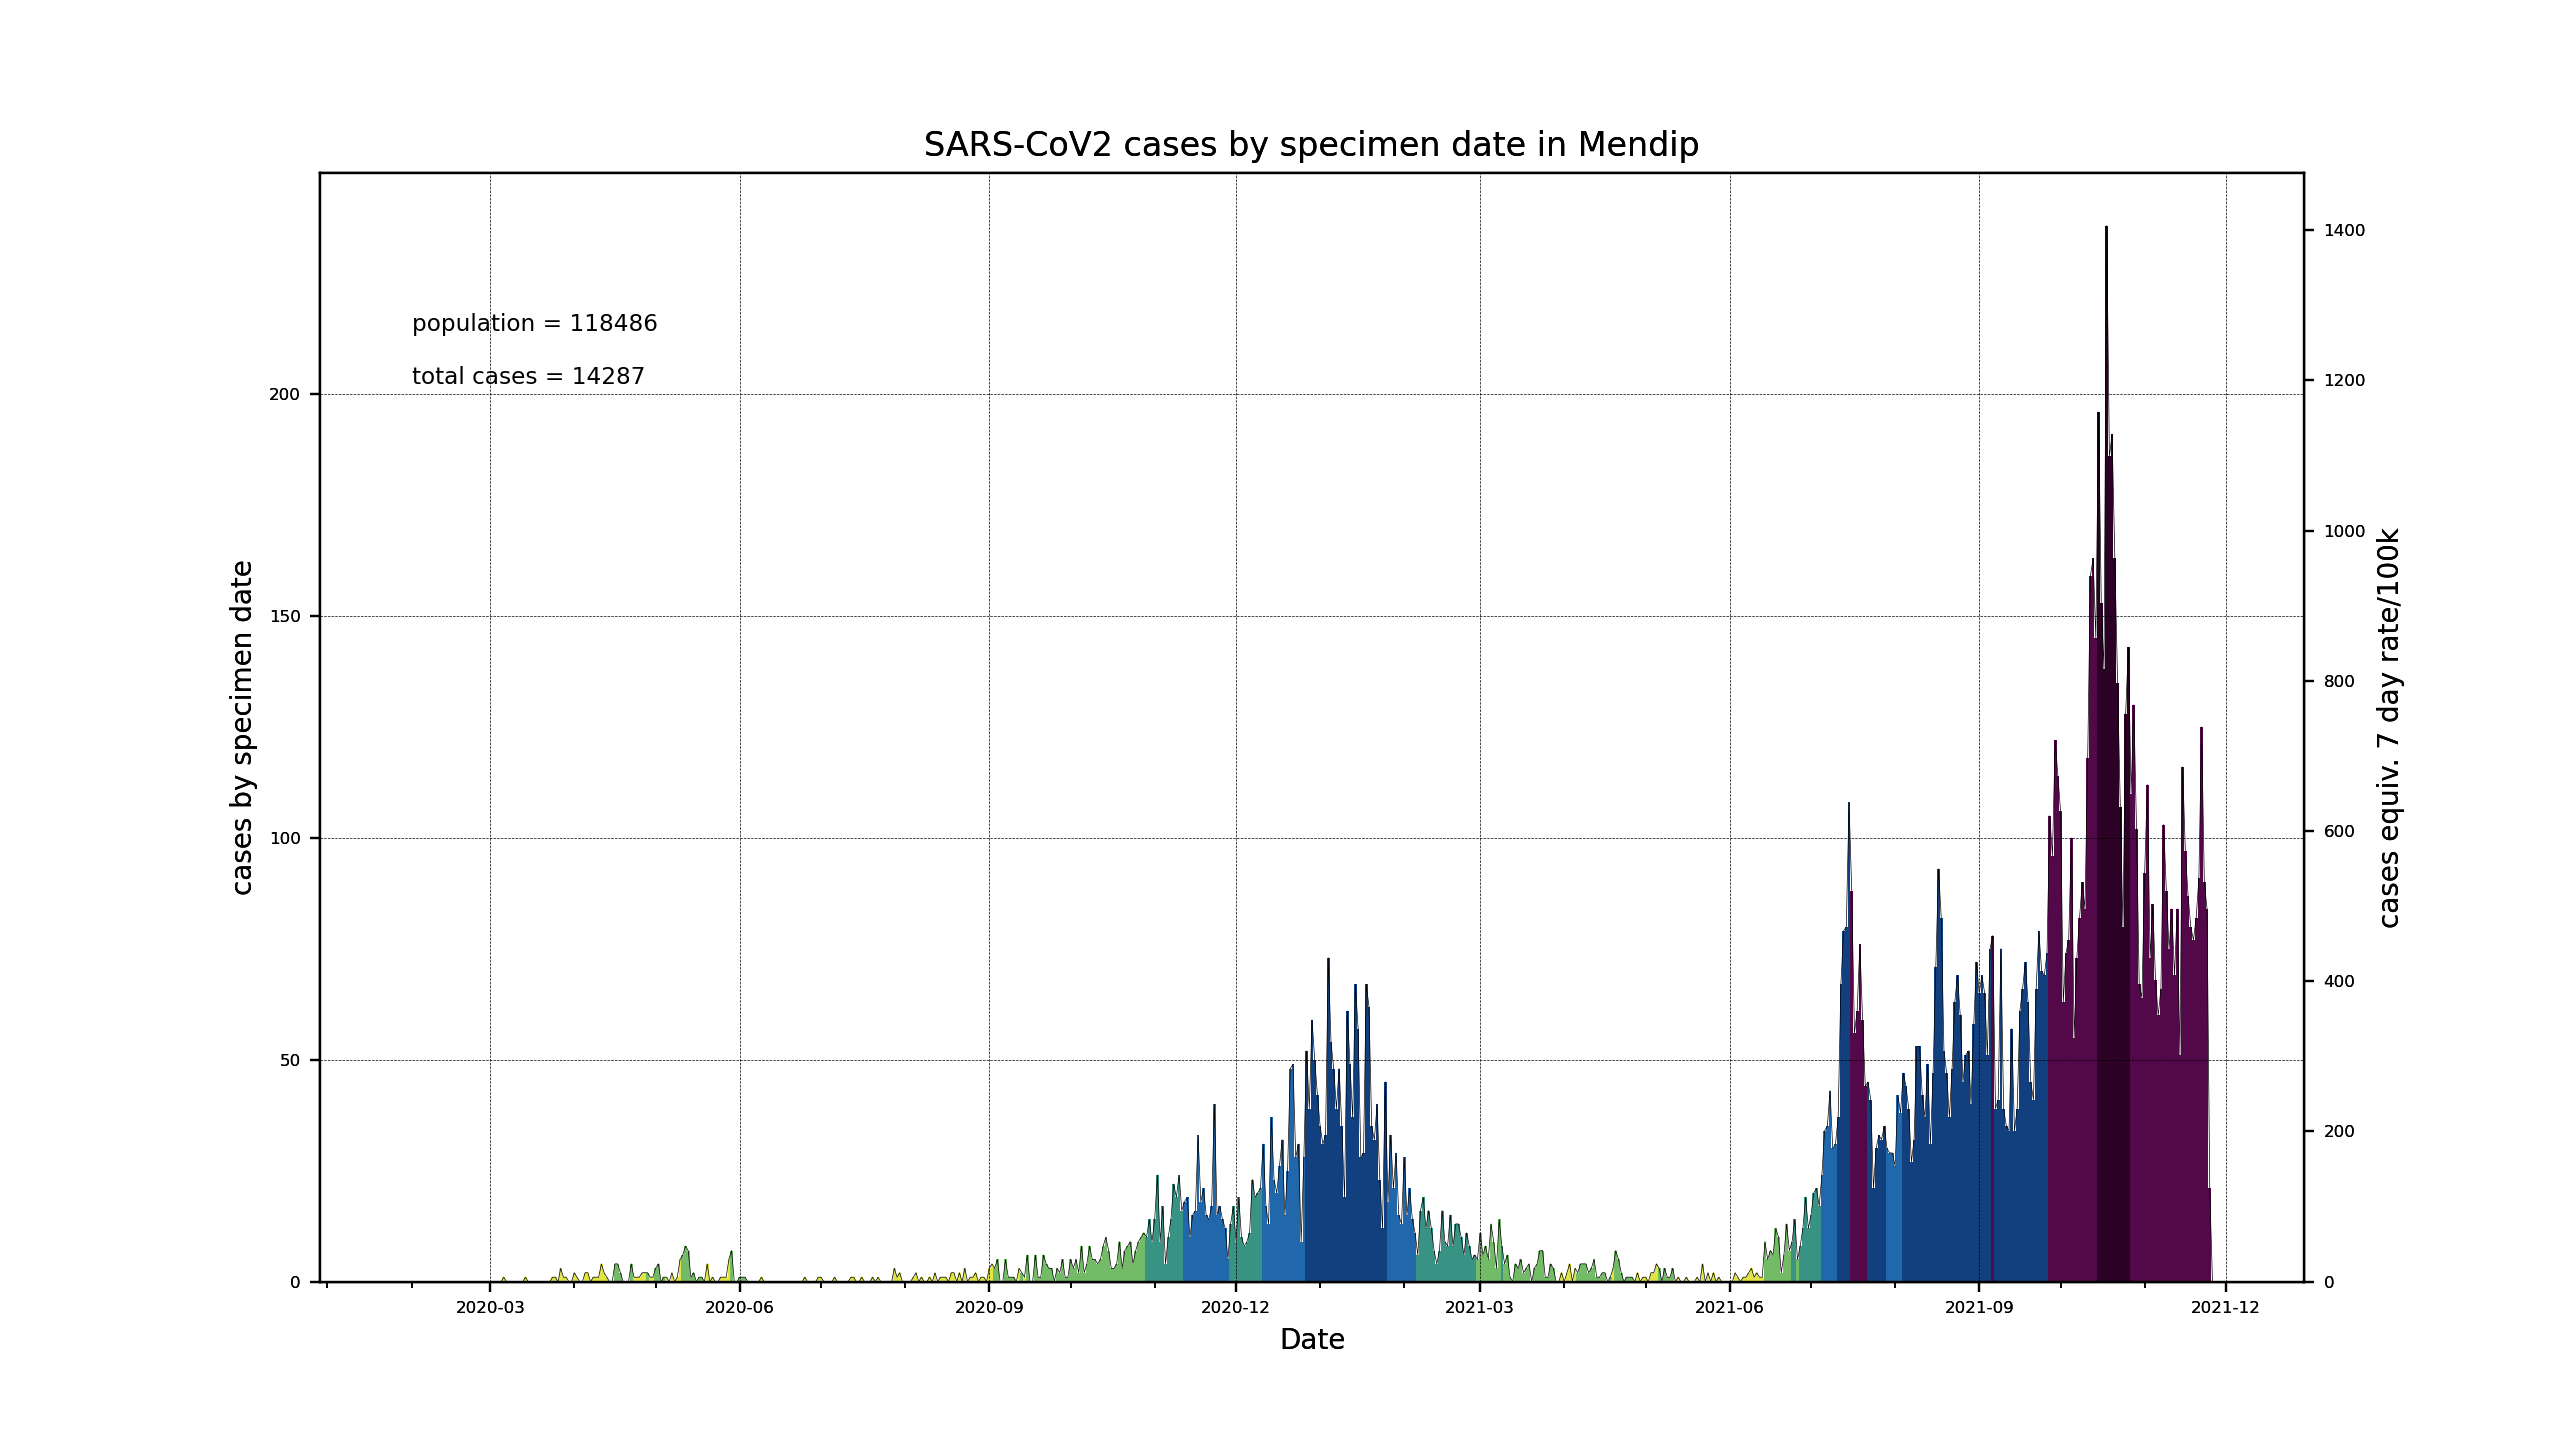 SARS-CoV2 cases by specimen date in Mendip
population = 118486
total cases = 14287
cases by specimen date
200
150
100
50
0
1400
1200
1000
800
600
400
200
0
cases equiv. 7 day rate/100k
2020-03 2020-06 2020-09 2020-12 2021-03 2021-06 2021-09 2021-12
Date